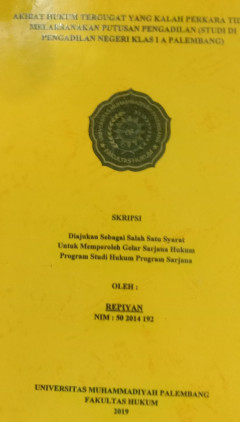 AKIBAT HUKUM TERGUGAT YANG KALAH PERKARA TID
MELAKSANAKAN PUTUSAN PENGADILAN (STUDI DI
PENGADILAN NEGERI KLAS I A PALEMBANG)
SKRIPSI
Diajukan Sebagai Salah Satu Syarat
Untuk Memperoleh Gelar Sarjana Hukum
Program Studi Hukum Program Sarjana
OLEH :
REPIYAN
NIM : 50 2014 192
UNIVERSITAS MUHAMMADIYAH PALEMBANG
FAKULTAS HUKUM
2019